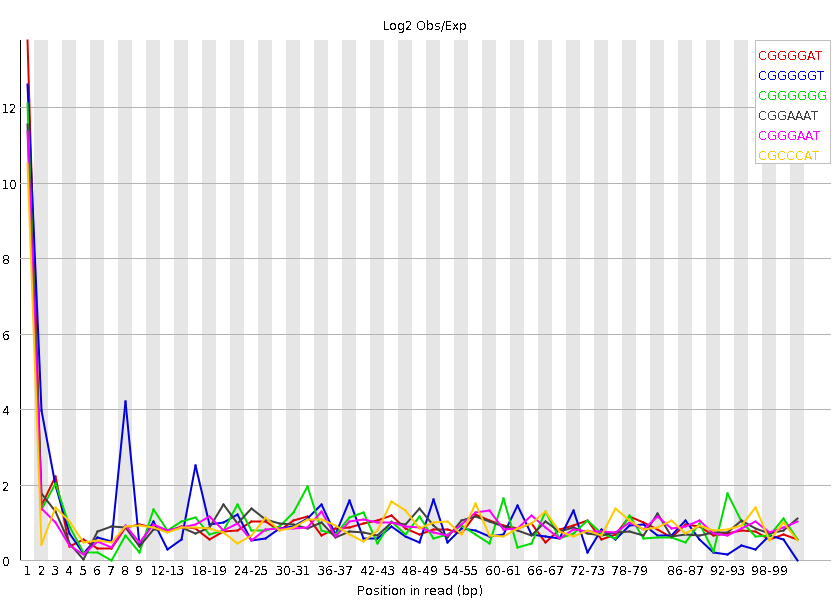 Log2 Obs/Exp
CGGGGAT
CGGGGGT
CGGGGGG
CGGAAAT
CGGGAAT
CGCCCAT
12
10
8
6
4
2
0
1 2 3 4 5 6 7 8 9 12-13 18-19 24-25 30-31 36-37 42-43 48-49 54-55 60-61 66-67 72-73 78-79 86-87 92-93 98-99
Position in read (bp)